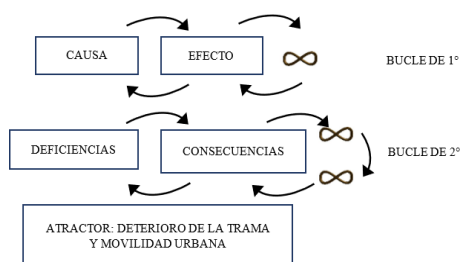 CAUSA
EFECTO
BUCLE DE 1°
DEFICIENCIAS
CONSECUENCIAS
BUCLE DE 2°
ATRACTOR: DETERIORO DE LA TRAMA
Y MOVILIDAD URBANA